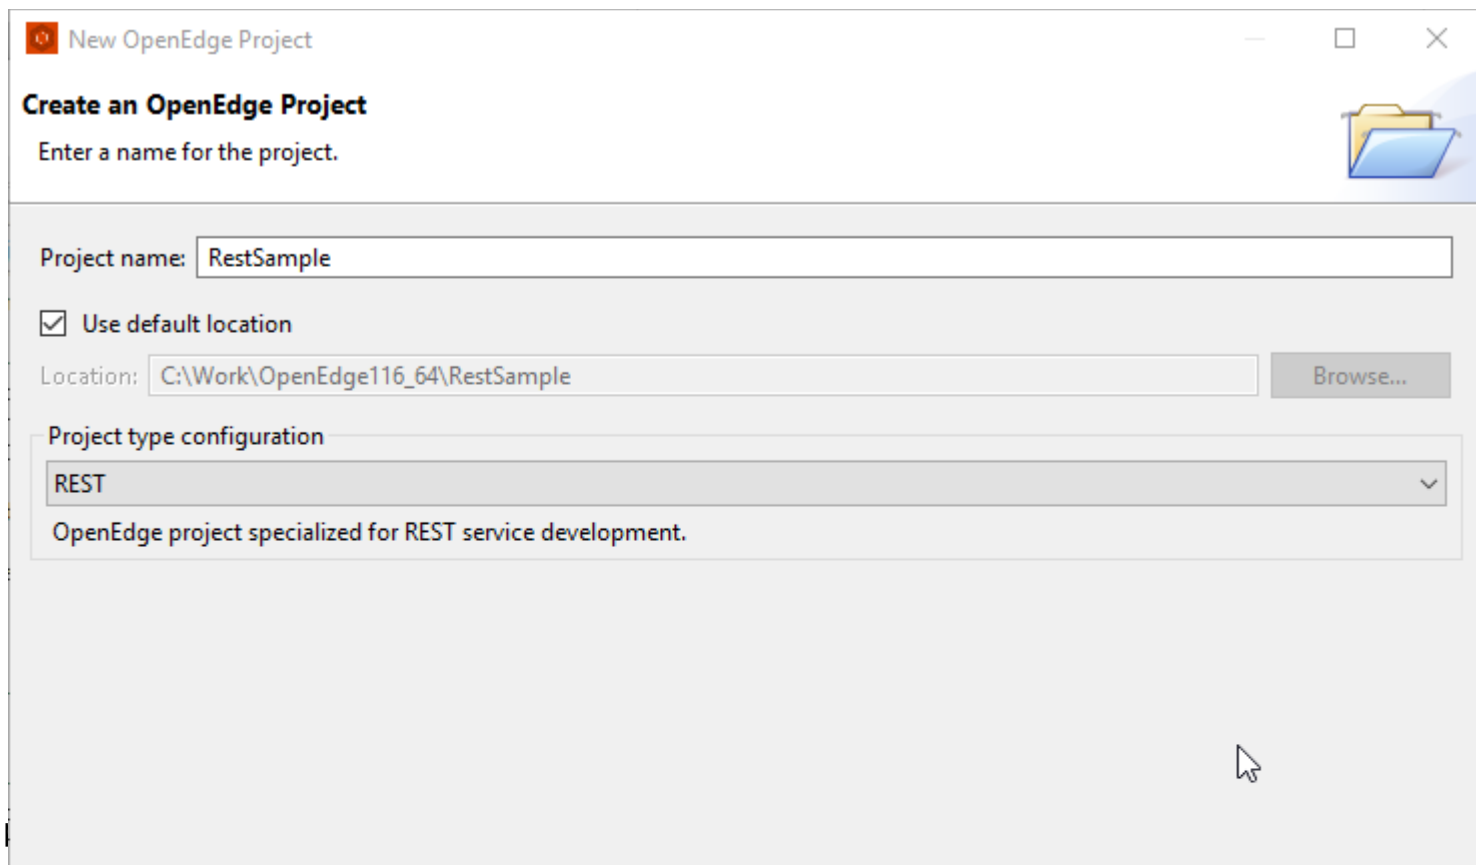 New OpenEdge Project
Create an OpenEdge Project
Enter a name for the project.
Project name: RestSample
Use default location
Location: C:\Work\OpenEdge116_64\RestSample Browse...
Project type configuration
REST
OpenEdge project specialized for REST service development.